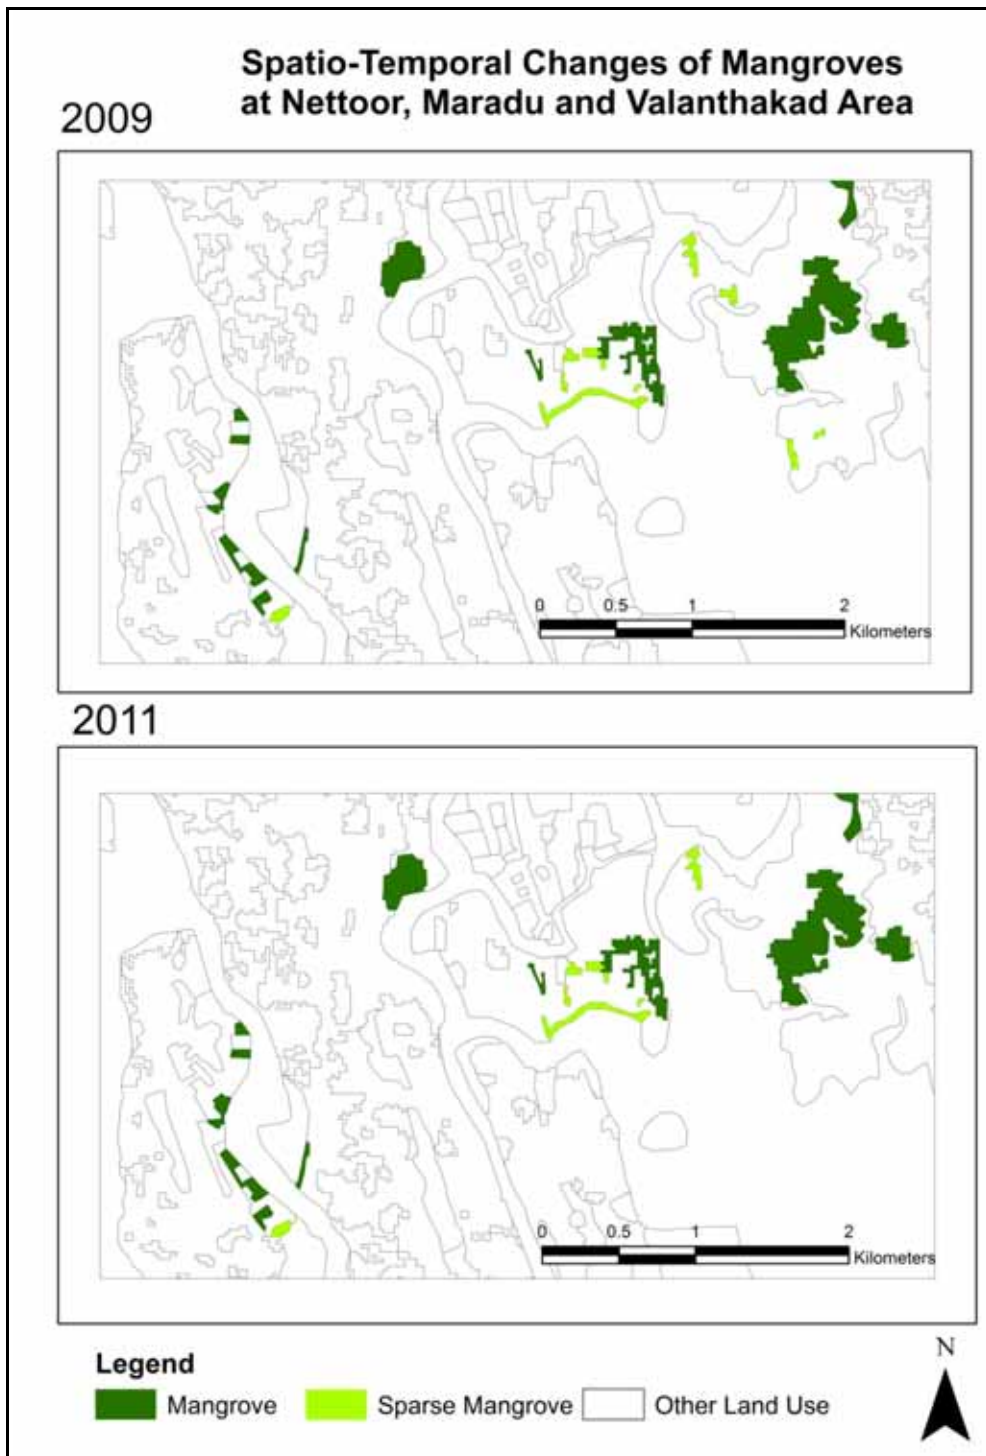 Spatio-Temporal Changes of Mangroves
at Nettoor, Maradu and Valanthakad Area
2009
0 0.5 1 2
Kilometers
2011
0 0.5 1 2
Kilometers
Legend
Mangrove Sparse Mangrove Other Land Use
N